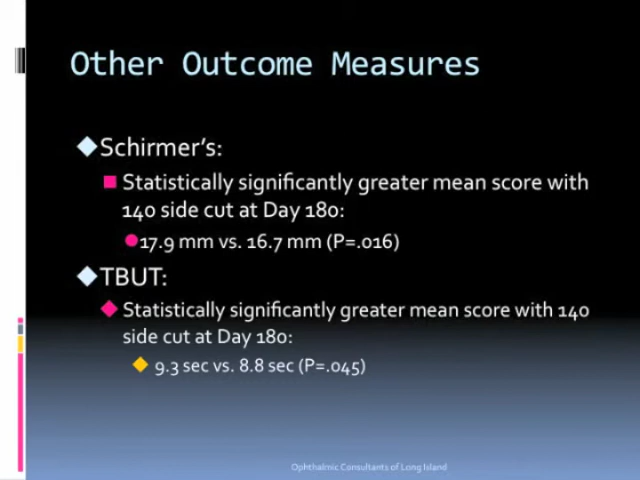 Other Outcome Measures
Schirmer's:
Statistically significantly greater mean score with
140 side cut at Day 180:
17.9 mm vs. 16.7 mm (P=.016)
TBUT:
Statistically significantly greater mean score with 140
side cut at Day 180:
9.3 sec vs. 8.8 sec (P=.045)
Ophthalmic Consultants of Long Island